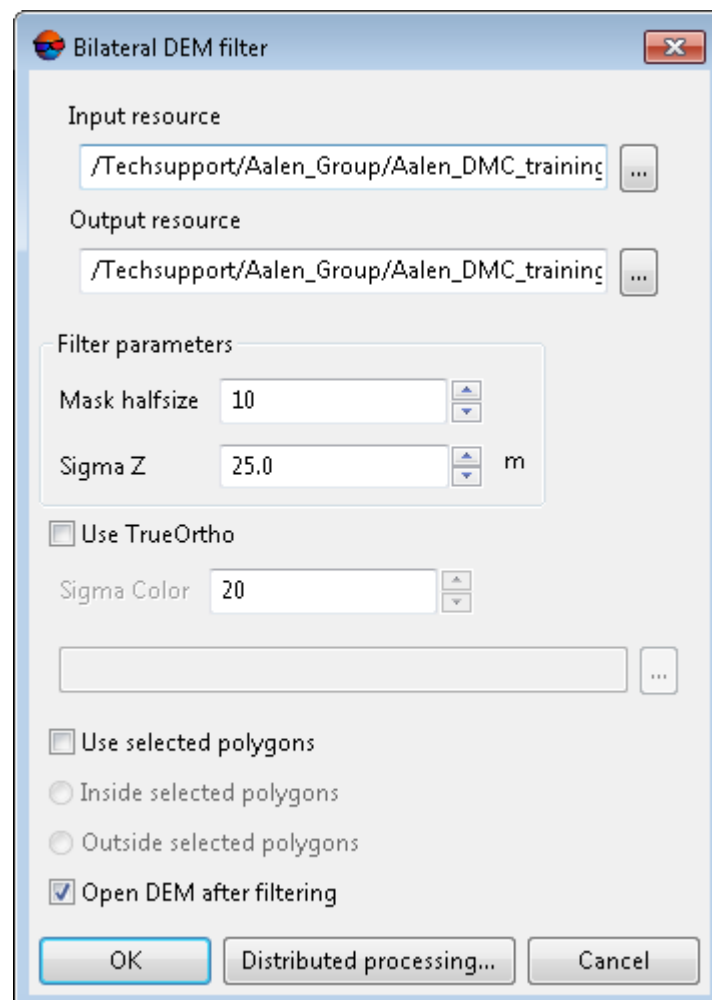 Bilateral DEM filter
Input resource
/Techsupport/Aalen_Group/Aalen_DMC_training
...
Output resource
/Techsupport/Aalen_Group/Aalen_DMC_training
...
Filter parameters
Mask halfsize 10
Sigma Z 25.0 m
Use TrueOrtho
Sigma Color 20
...
Use selected polygons
Inside selected polygons
Outside selected polygons
Open DEM after filtering
OK Distributed processing... Cancel